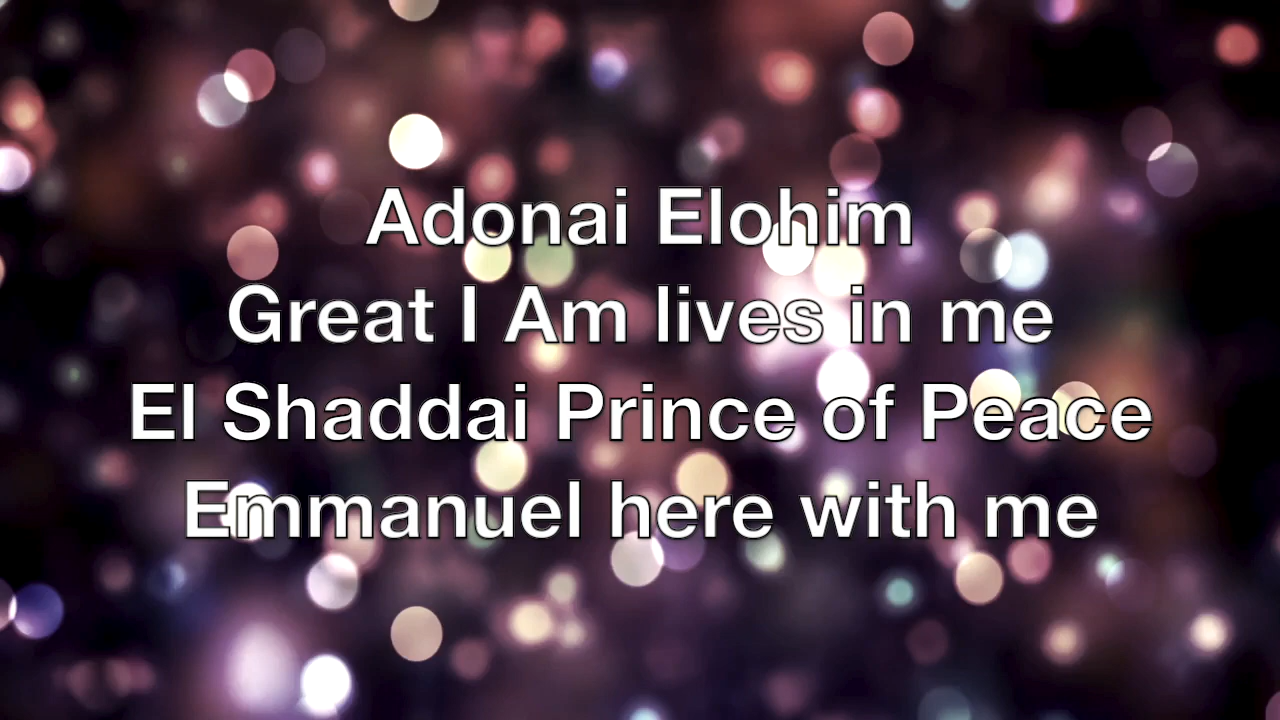 Adonai Elohim
Great I Am lives in me
El Shaddai Prince of Peace
Emmanuel here with me